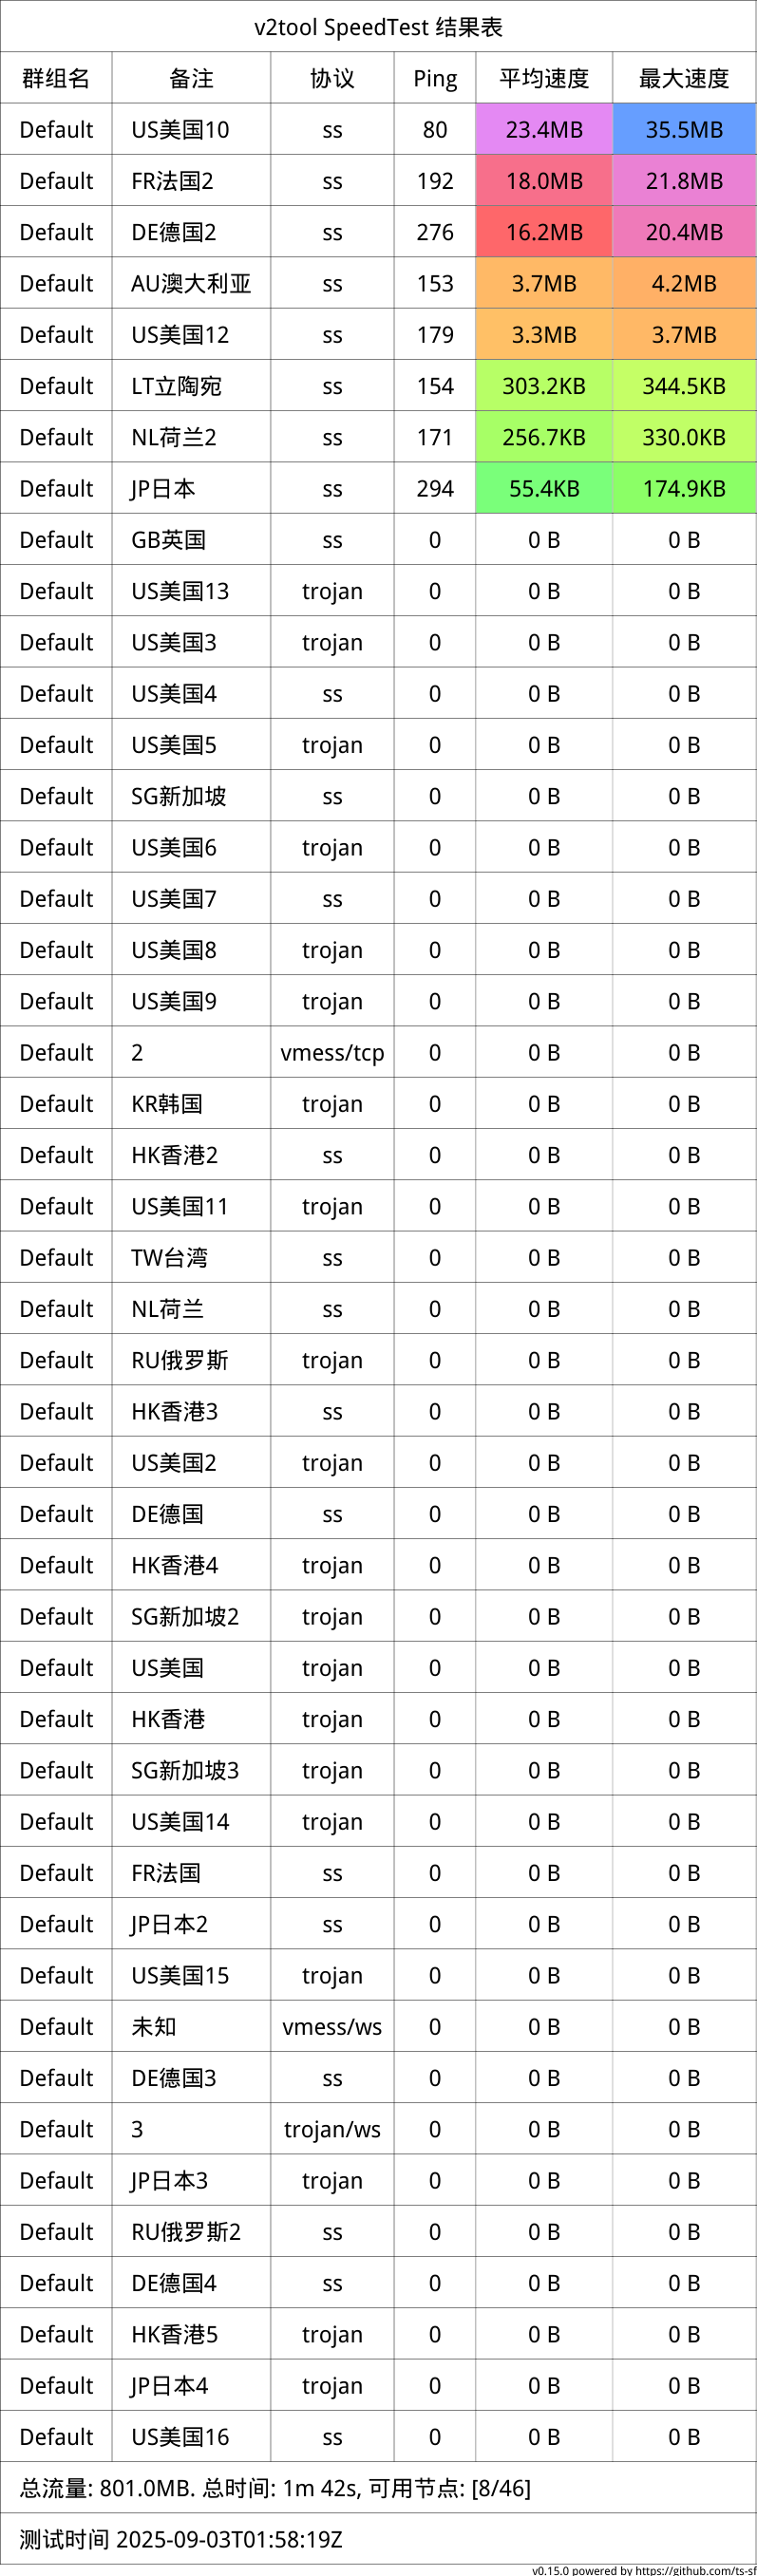 v2tool SpeedTest 结果表
群组名 备注 协议 Ping 平均速度 最大速度
Default US美国10 ss 80 23.4MB 35.5MB
Default FR法国2 ss 192 18.0MB 21.8MB
Default DE德国2 ss 276 16.2MB 20.4MB
Default AU澳大利亚 ss 153 3.7MB 4.2MB
Default US美国12 ss 179 3.3MB 3.7MB
Default LT立陶宛 ss 154 303.2KB 344.5KB
Default NL荷兰2 ss 171 256.7KB 330.0KB
Default JP日本 ss 294 55.4KB 174.9KB
Default GB英国 ss 0 0 B 0 B
Default US美国13 trojan 0 0 B 0 B
Default US美国3 trojan 0 0 B 0 B
Default US美国4 ss 0 0 B 0 B
Default US美国5 trojan 0 0 B 0 B
Default SG新加坡 ss 0 0 B 0 B
Default US美国6 trojan 0 0 B 0 B
Default US美国7 ss 0 0 B 0 B
Default US美国8 trojan 0 0 B 0 B
Default US美国9 trojan 0 0 B 0 B
Default 2 vmess/tcp 0 0 B 0 B
Default KR韩国 trojan 0 0 B 0 B
Default HK香港2 ss 0 0 B 0 B
Default US美国11 trojan 0 0 B 0 B
Default TW台湾 ss 0 0 B 0 B
Default NL荷兰 ss 0 0 B 0 B
Default RU俄罗斯 trojan 0 0 B 0 B
Default HK香港3 ss 0 0 B 0 B
Default US美国2 trojan 0 0 B 0 B
Default DE德国 ss 0 0 B 0 B
Default HK香港4 trojan 0 0 B 0 B
Default SG新加坡2 trojan 0 0 B 0 B
Default US美国 trojan 0 0 B 0 B
Default HK香港 trojan 0 0 B 0 B
Default SG新加坡3 trojan 0 0 B 0 B
Default US美国14 trojan 0 0 B 0 B
Default FR法国 ss 0 0 B 0 B
Default JP日本2 ss 0 0 B 0 B
Default US美国15 trojan 0 0 B 0 B
Default 未知 vmess/ws 0 0 B 0 B
Default DE德国3 ss 0 0 B 0 B
Default 3 trojan/ws 0 0 B 0 B
Default JP日本3 trojan 0 0 B 0 B
Default RU俄罗斯2 ss 0 0 B 0 B
Default DE德国4 ss 0 0 B 0 B
Default HK香港5 trojan 0 0 B 0 B
Default JP日本4 trojan 0 0 B 0 B
Default US美国16 ss 0 0 B 0 B
总流量: 801.0MB. 总时间: 1m 42s, 可用节点: [8/46]
测试时间 2025-09-03T01:58:19Z
v0.15.0 powered by https://github.com/ts-sf